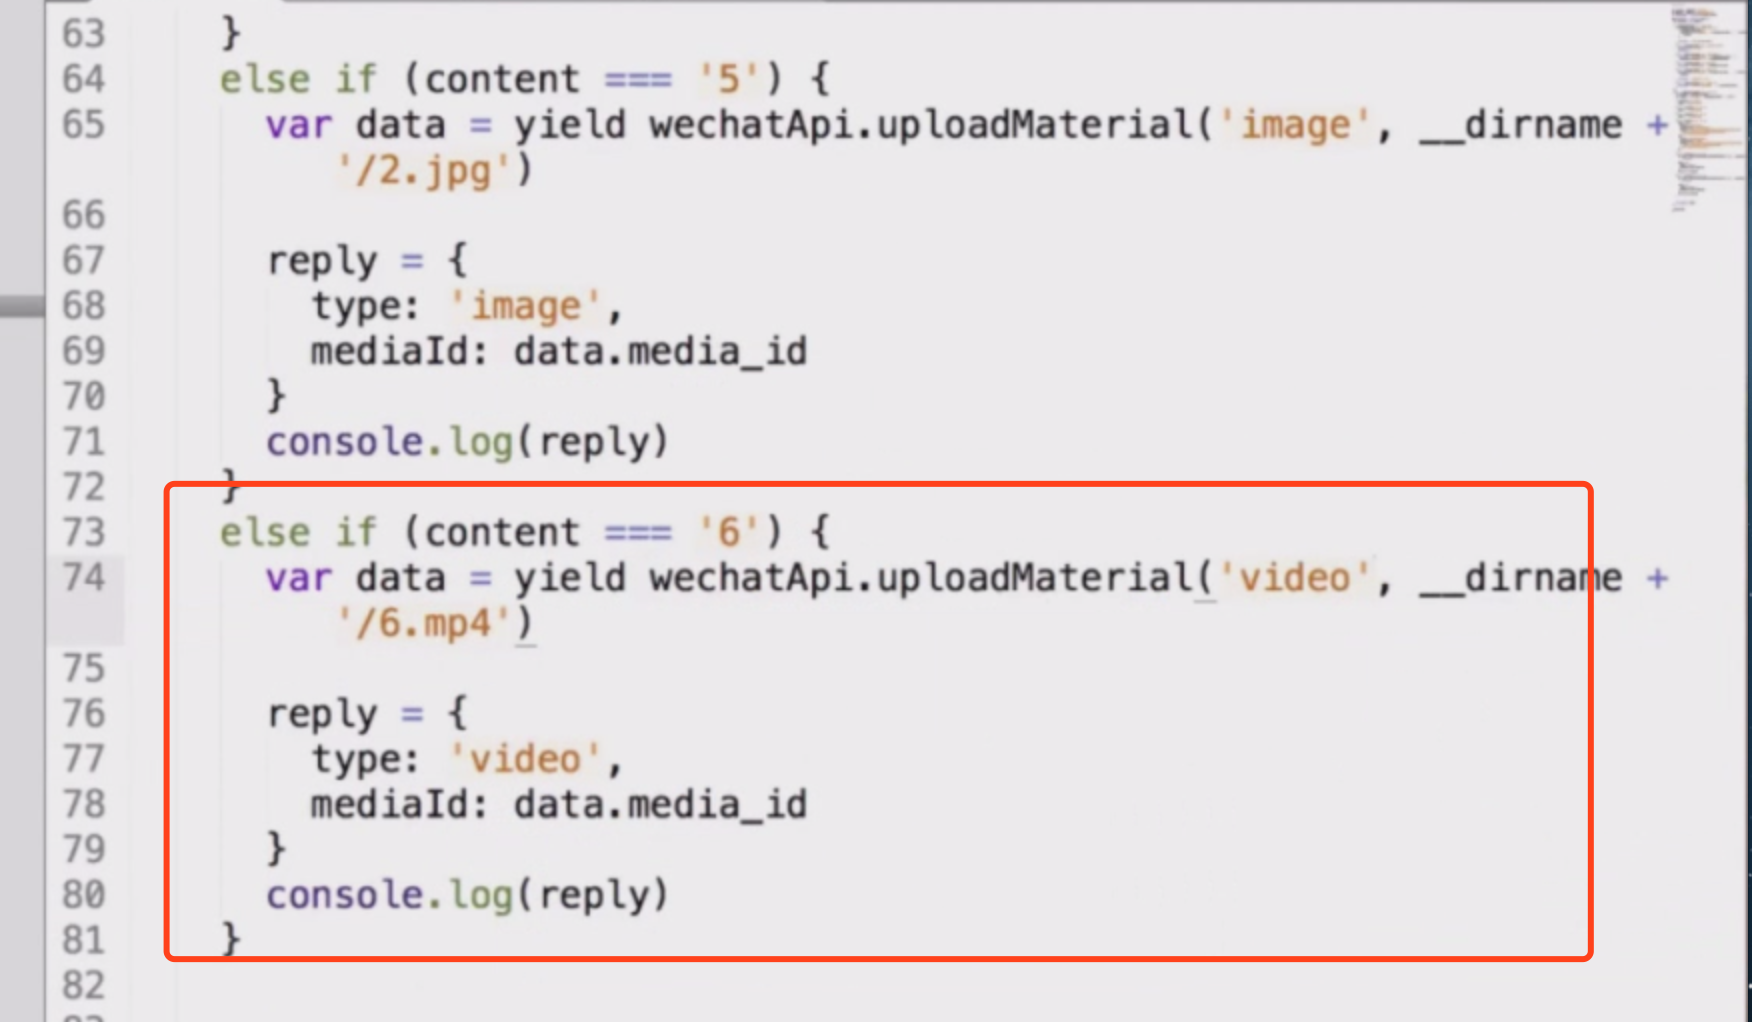 63 }
64 else if (content === '5') {
65 var data = yield wechatApi.uploadMaterial('image', __dirname +
'/2.jpg')
66
67 reply = {
68 type: 'image',
69 mediaId: data.media_id
70 }
71 console.log(reply)
72 }
73 else if (content === '6') {
74 var data = yield wechatApi.uploadMaterial('video', __dirname +
'/6.mp4')
75
76 reply = {
77 type: 'video',
78 mediaId: data.media_id
79 }
80 console.log(reply)
81 }
82